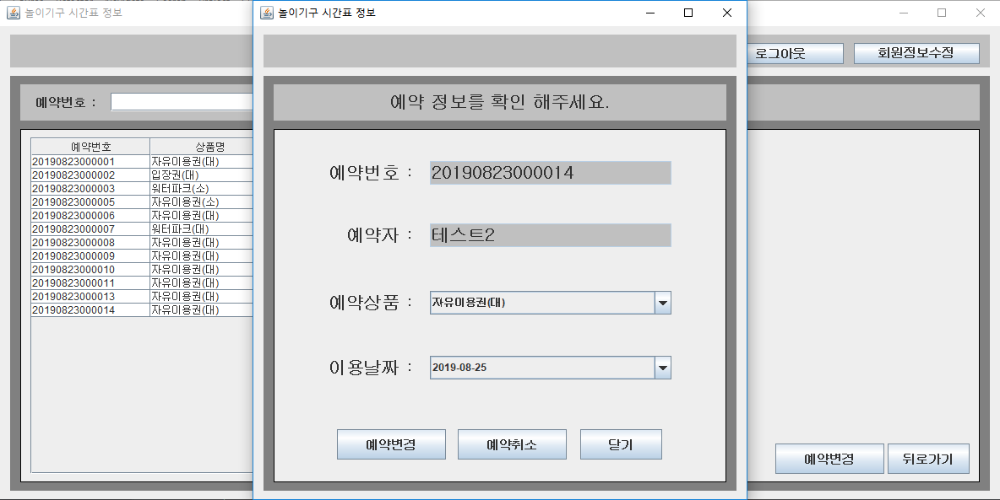 놀이기구 시간표 정보
놀이기구 시간표 정보
로그아웃
회원정보수정
예약번호 :
예약 정보를 확인 해주세요.
예약번호 상품명
20190823000001 자유이용권(대)
20190823000002 입장권(대)
20190823000003 워터파크(소)
20190823000005 자유이용권(소)
20190823000006 자유이용권(대)
20190823000007 워터파크(대)
20190823000008 자유이용권(대)
20190823000009 자유이용권(대)
20190823000010 자유이용권(대)
20190823000011 자유이용권(대)
20190823000013 자유이용권(대)
20190823000014 자유이용권(대)
예약번호 : 20190823000014
예약자 : 테스트2
예약상품 : 자유이용권(대)
이용날짜 : 2019-08-25
예약변경 예약취소 닫기
예약변경 뒤로가기